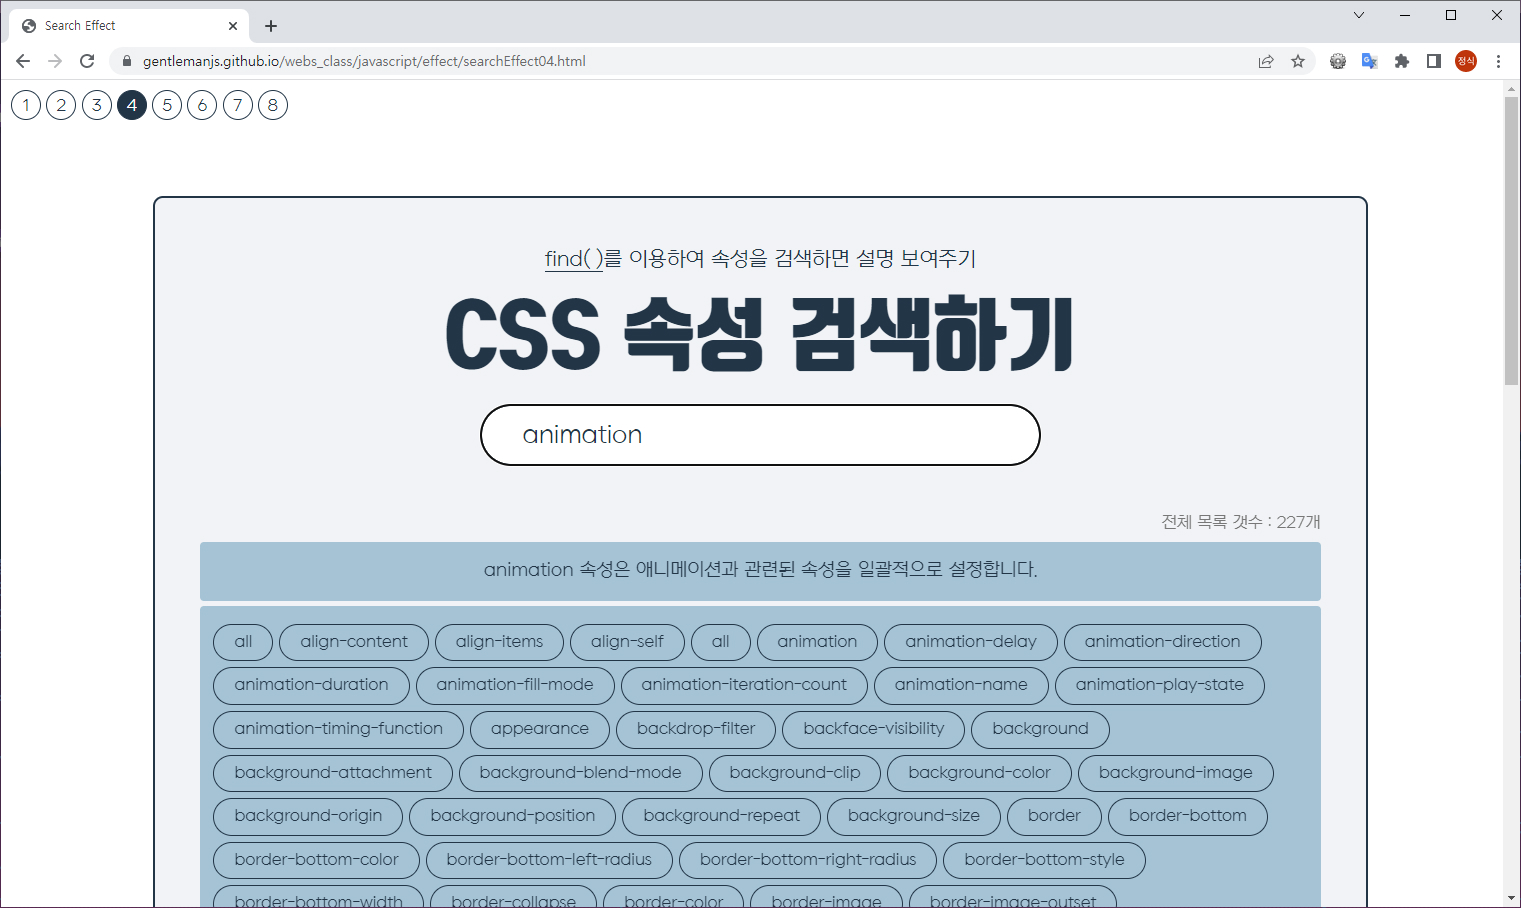 Search Effect
gentlemanjs.github.io/webs_class/javascript/effect/searchEffect04.html
정식
1 2 3 4 5 6 7 8
find( )를 이용하여 속성을 검색하면 설명 보여주기
CSS 속성 검색하기
animation
전체 목록 갯수 : 227개
animation 속성은 애니메이션과 관련된 속성을 일괄적으로 설정합니다.
all align-content align-items align-self all animation animation-delay animation-direction
animation-duration animation-fill-mode animation-iteration-count animation-name animation-play-state
animation-timing-function appearance backdrop-filter backface-visibility background
background-attachment background-blend-mode background-clip background-color background-image
background-origin background-position background-repeat background-size border border-bottom
border-bottom-color border-bottom-left-radius border-bottom-right-radius border-bottom-style
border-bottom-width border-collapse border-color border-image border-image-outset